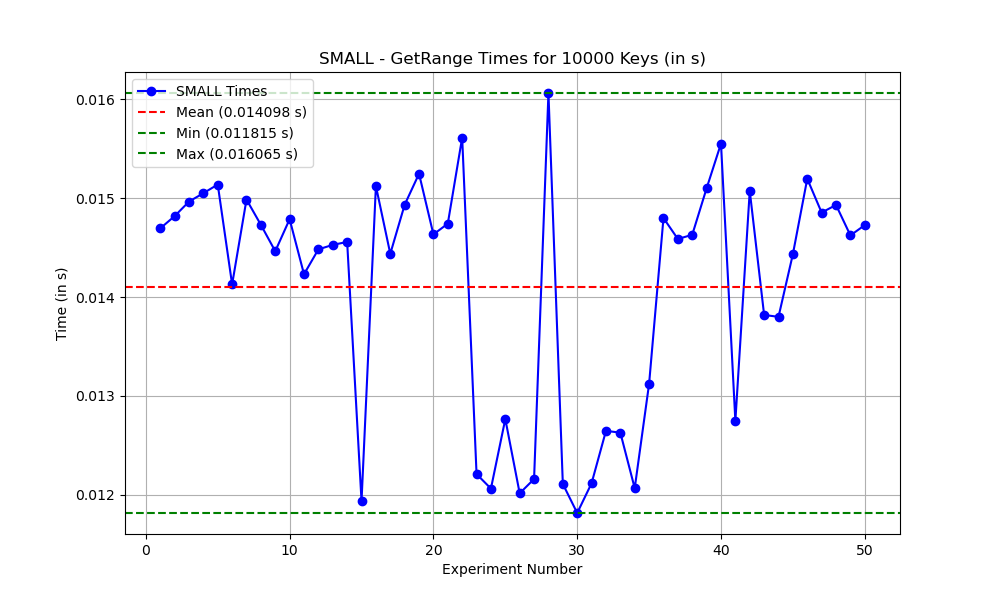 SMALL - GetRange Times for 10000 Keys (in s)
SMALL Times
Mean (0.014098 s)
Min (0.011815 s)
Max (0.016065 s)
0.016
0.015
0.014
0.013
0.012
Time (in s)
0 10 20 30 40 50
Experiment Number